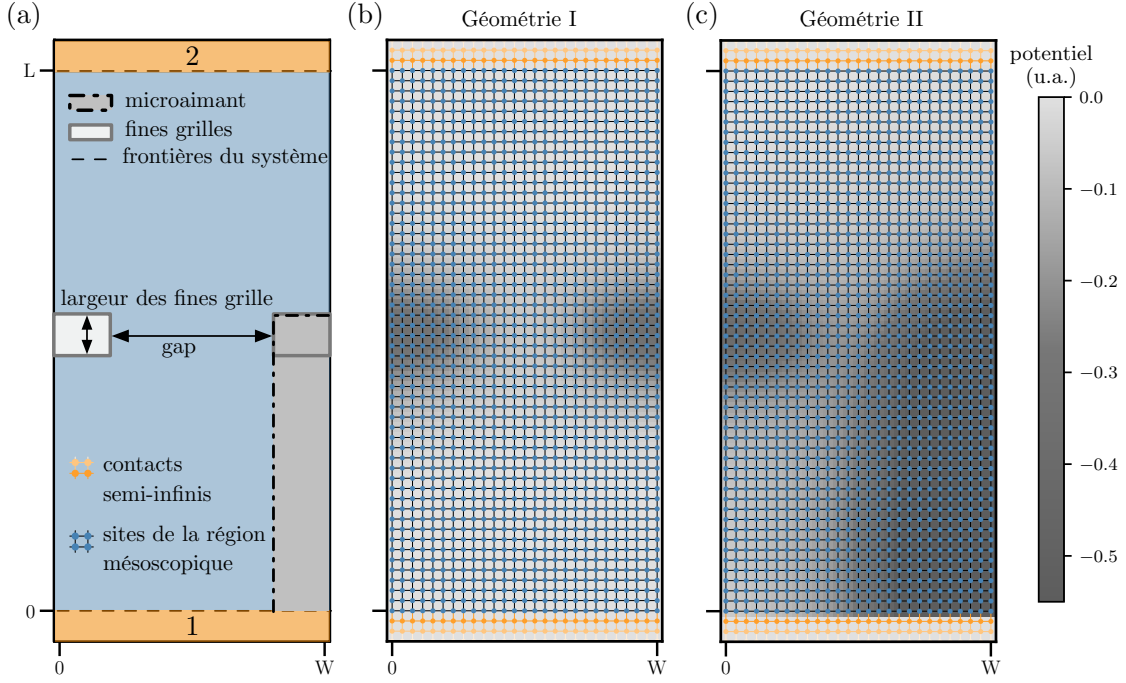 (a)
2
L
microaimant
fines grilles
frontières du système
largeur des fines grille
gap
contacts
semi-infinis
sites de la région
mésoscopique
0
1
0
W
(b)
Géométrie I
0
W
(c)
Géométrie II
0
W
potentiel
(u.a.)
0.0
−0.1
−0.2
−0.3
−0.4
−0.5